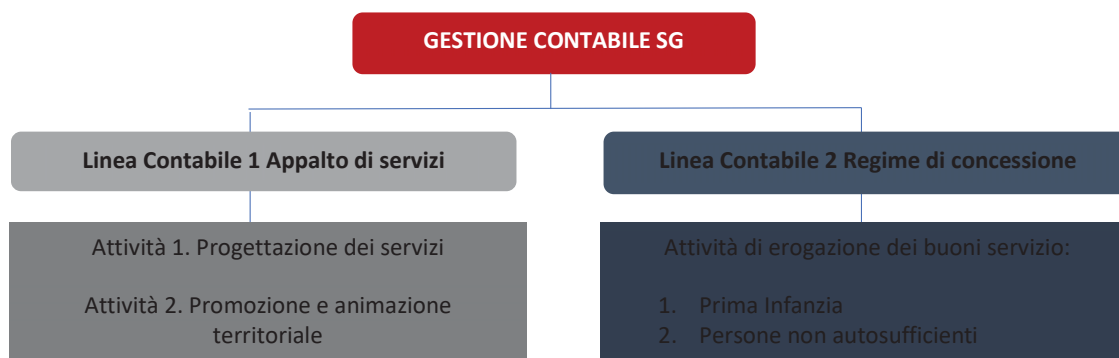 GESTIONE CONTABILE SG
Linea Contabile 1 Appalto di servizi
Attività 1. Progettazione dei servizi
Attività 2. Promozione e animazione
territoriale
Linea Contabile 2 Regime di concessione
Attività di erogazione dei buoni servizio:
1. Prima Infanzia
2. Persone non autosufficienti